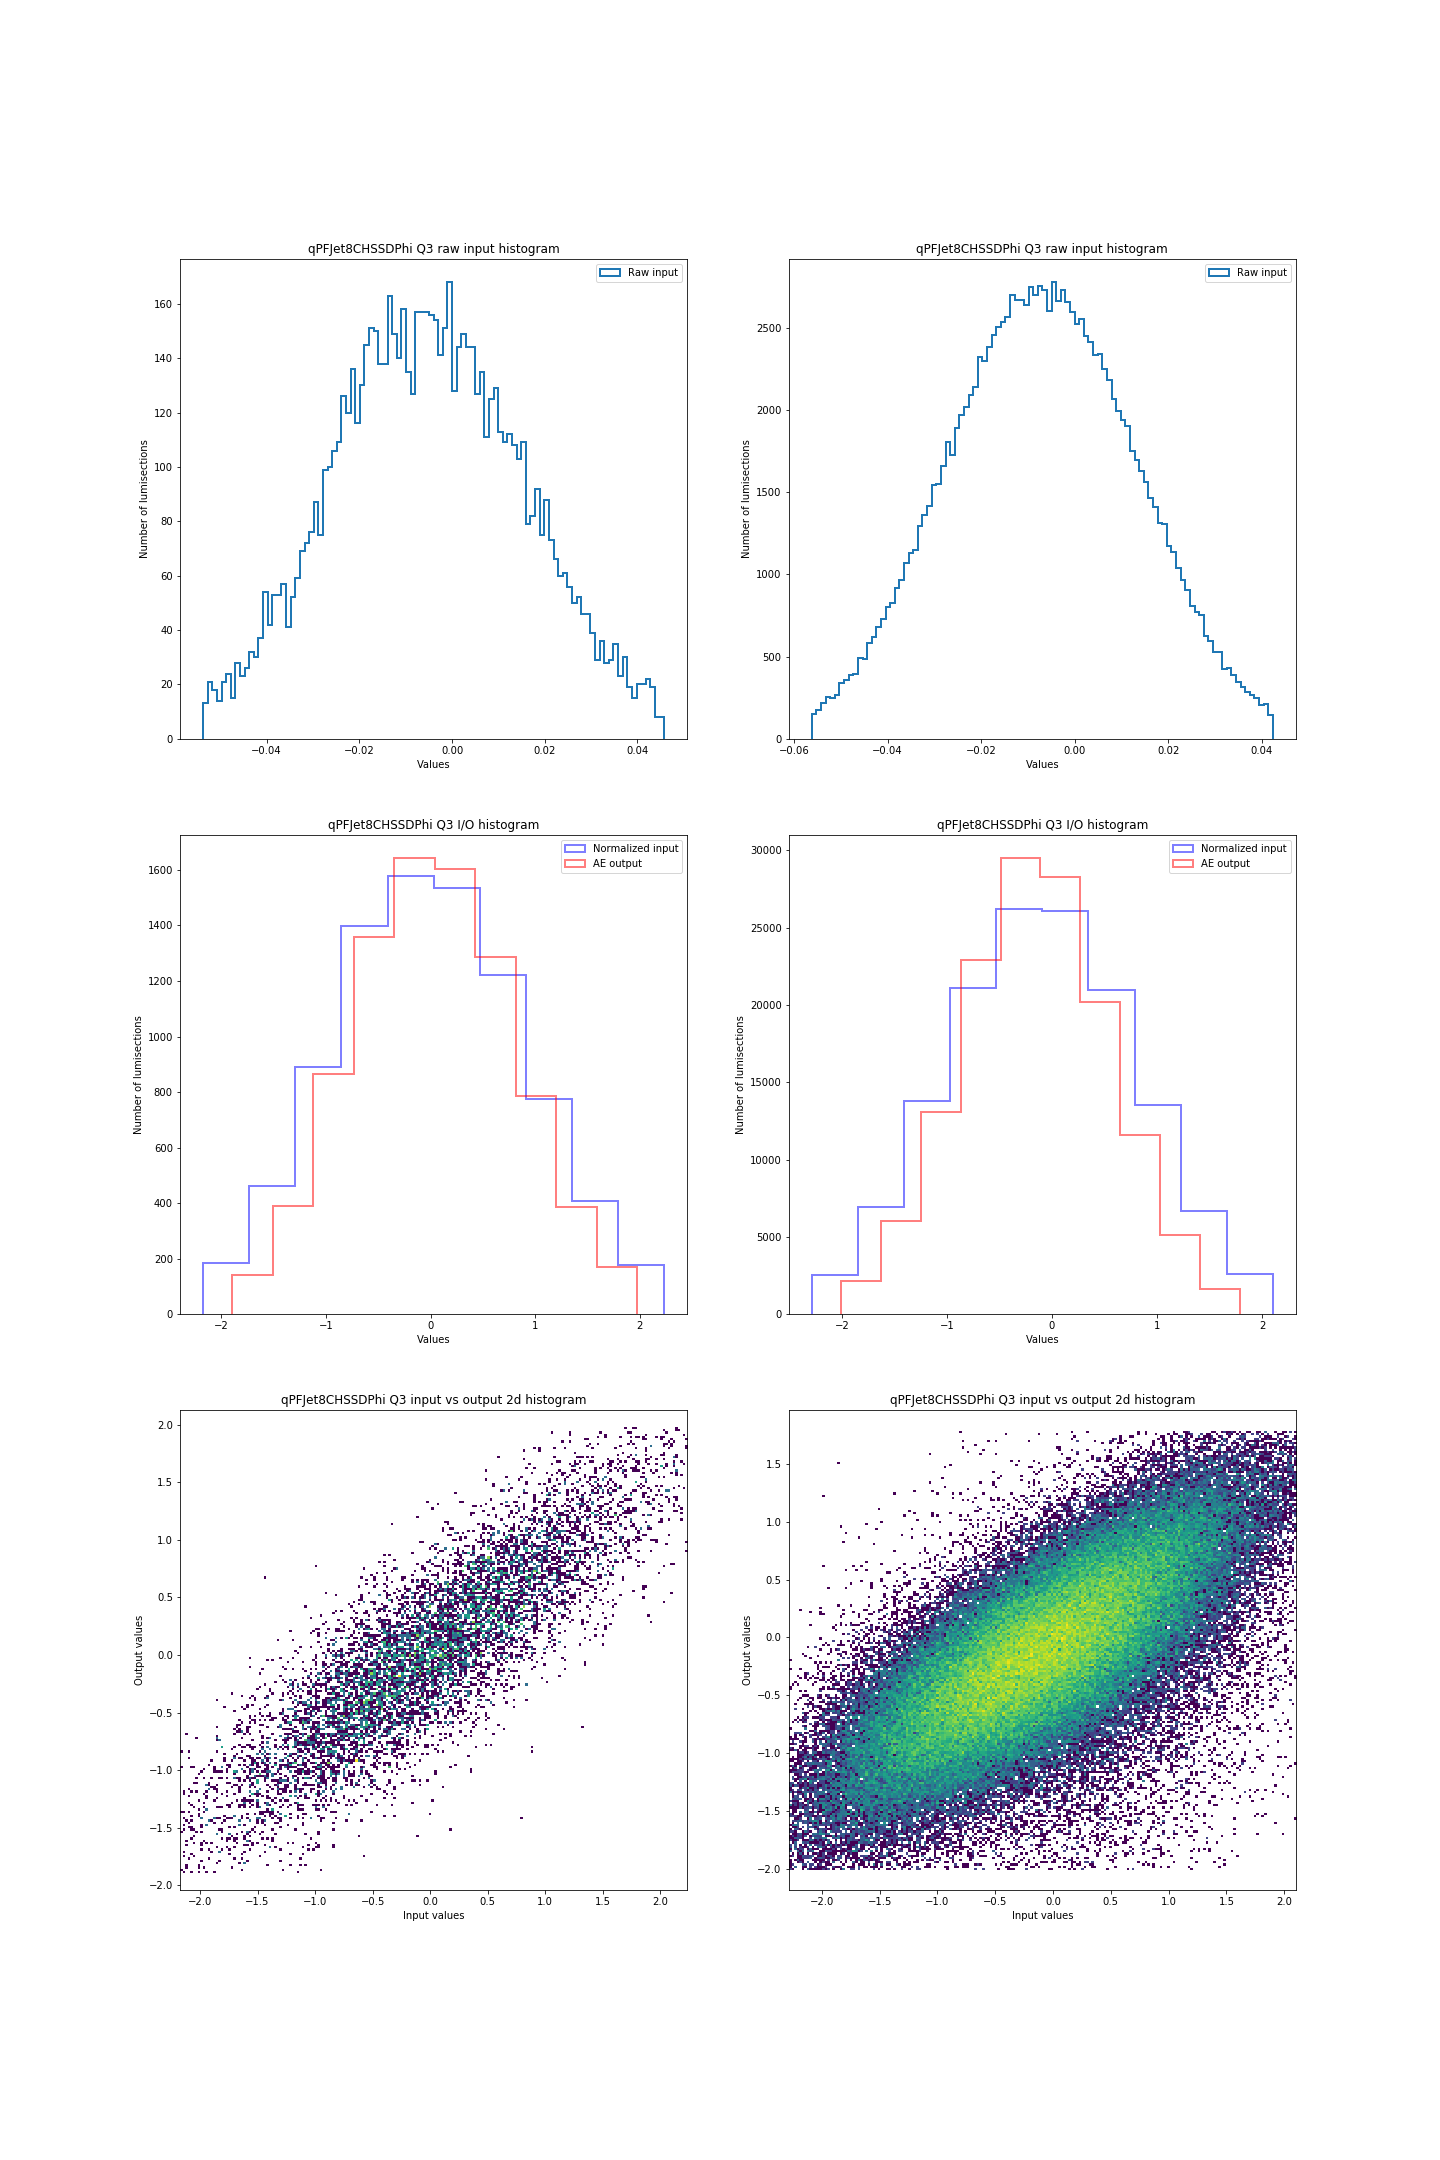 qPFJet8CHSSDPhi Q3 raw input histogram
Raw input
160
140
120
100
80
60
40
20
0
Number of lumisections
−0.04 −0.02 0.00 0.02 0.04
Values
qPFJet8CHSSDPhi Q3 raw input histogram
Raw input
2500
2000
1500
1000
500
0
Number of lumisections
−0.06 −0.04 −0.02 0.00 0.02 0.04
Values
qPFJet8CHSSDPhi Q3 I/O histogram
Normalized input
AE output
1600
1400
1200
1000
800
600
400
200
0
Number of lumisections
−2 −1 0 1 2
Values
qPFJet8CHSSDPhi Q3 I/O histogram
Normalized input
AE output
30000
25000
20000
15000
10000
5000
0
Number of lumisections
−2 −1 0 1 2
Values
qPFJet8CHSSDPhi Q3 input vs output 2d histogram
2.0
1.5
1.0
0.5
0.0
−0.5
−1.0
−1.5
−2.0
Output values
−2.0 −1.5 −1.0 −0.5 0.0 0.5 1.0 1.5 2.0
Input values
qPFJet8CHSSDPhi Q3 input vs output 2d histogram
1.5
1.0
0.5
0.0
−0.5
−1.0
−1.5
−2.0
Output values
−2.0 −1.5 −1.0 −0.5 0.0 0.5 1.0 1.5 2.0
Input values